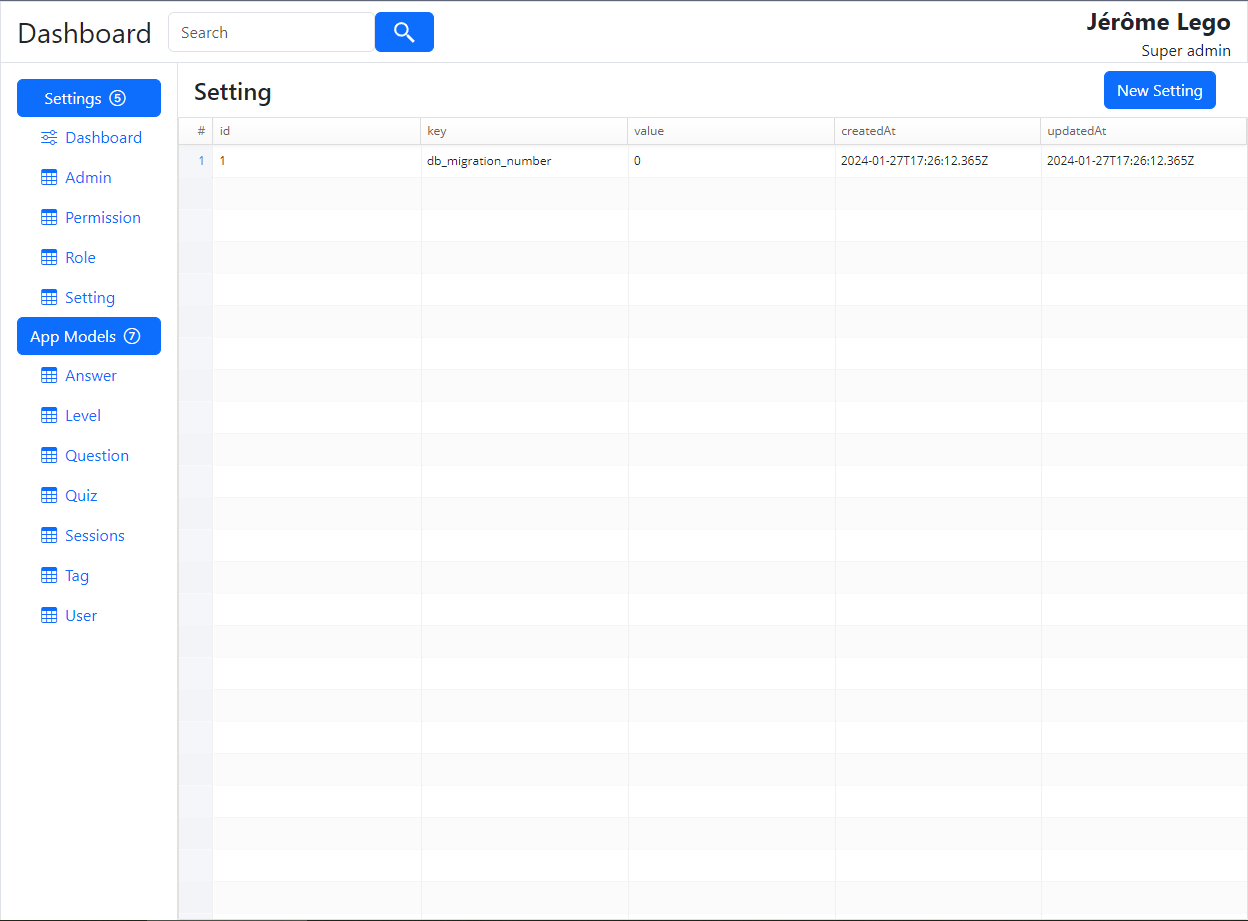 Dashboard Search
Jérôme Lego
Super admin
Settings 5
Dashboard
Admin
Permission
Role
Setting
App Models 7
Answer
Level
Question
Quiz
Sessions
Tag
User
Setting New Setting
# id key value createdAt updatedAt
1 1 db_migration_number 0 2024-01-27T17:26:12.365Z 2024-01-27T17:26:12.365Z